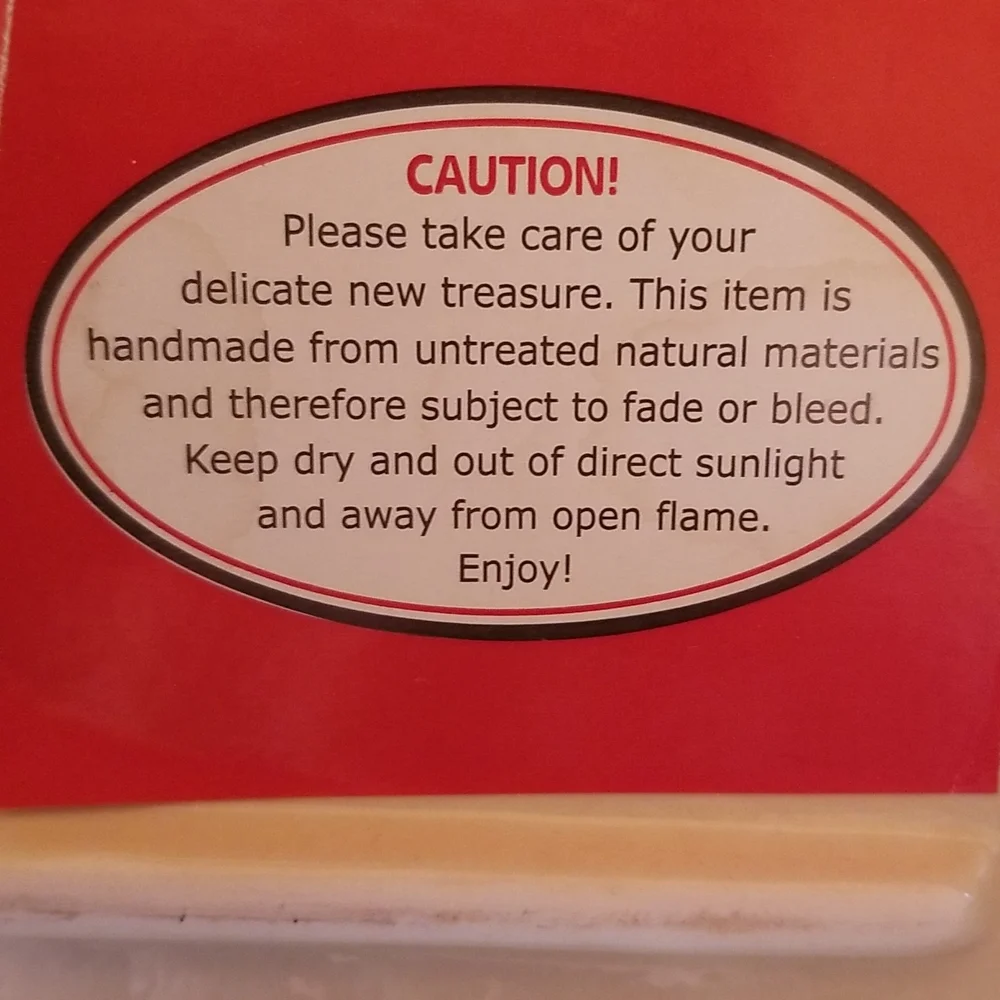 CAUTION!
Please take care of your
delicate new treasure. This item is
handmade from untreated natural materials
and therefore subject to fade or bleed.
Keep dry and out of direct sunlight
and away from open flame.
Enjoy!